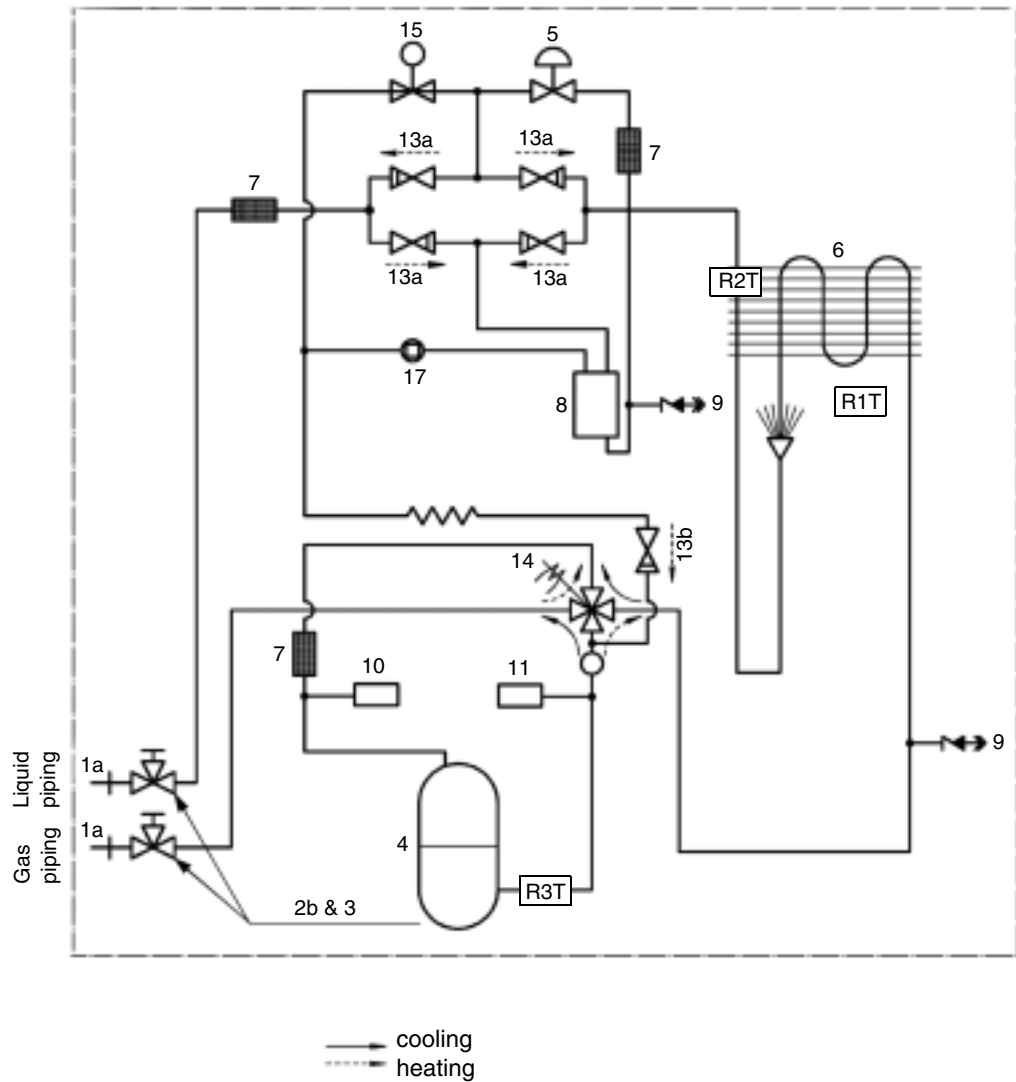 15
5
13a
13a
7
7
6
R2T
13a
13a
17
8
9
R1T
13b
14
7
10
11
9
Liquid
piping
1a
1a
Gas
piping
4
R3T
2b & 3
cooling
heating